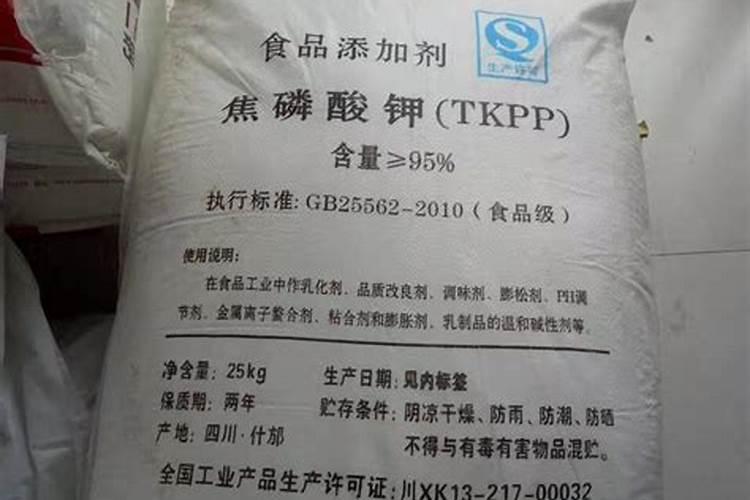 食品添加剂
生产许可
焦磷酸钾(TKPP)
含量≥95%
执行标准: GB25562-2010 (食品级)
使用说明:
在食品工业中作乳化剂、品质改良剂、调味剂、膨松剂、PH调
节剂、金属离子螯合剂、粘合剂和膨胀剂、乳制品的温和碱性剂等。
净含量: 25kg
生产日期: 见内标签
保质期: 两年
贮存条件: 阴凉干燥、防雨、防潮、防晒
产地: 四川·什邡
不得与有毒有害物品混贮。
全国工业产品生产许可证: 川XK13-217-00032